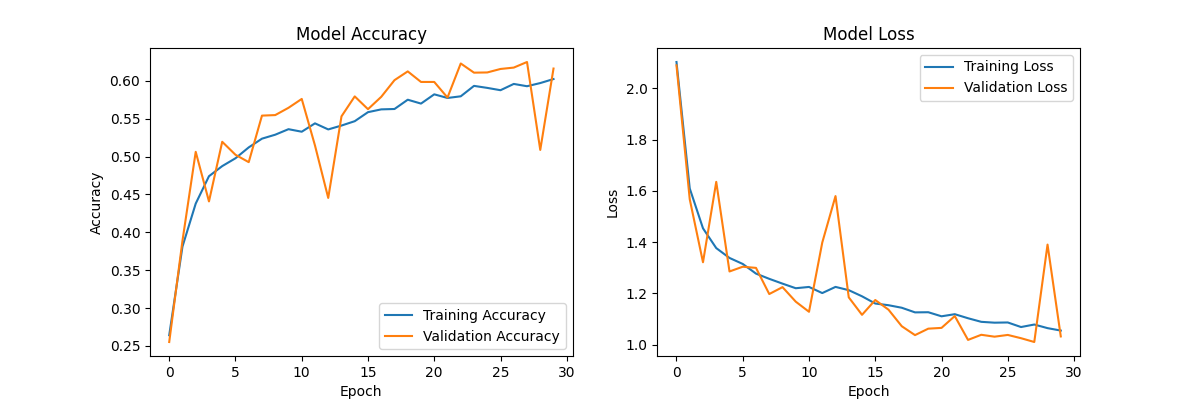 Model Accuracy
Accuracy
0.60
0.55
0.50
0.45
0.40
0.35
0.30
0.25
0 5 10 15 20 25 30
Epoch
Training Accuracy
Validation Accuracy
Model Loss
Loss
2.0
1.8
1.6
1.4
1.2
1.0
0 5 10 15 20 25 30
Epoch
Training Loss
Validation Loss